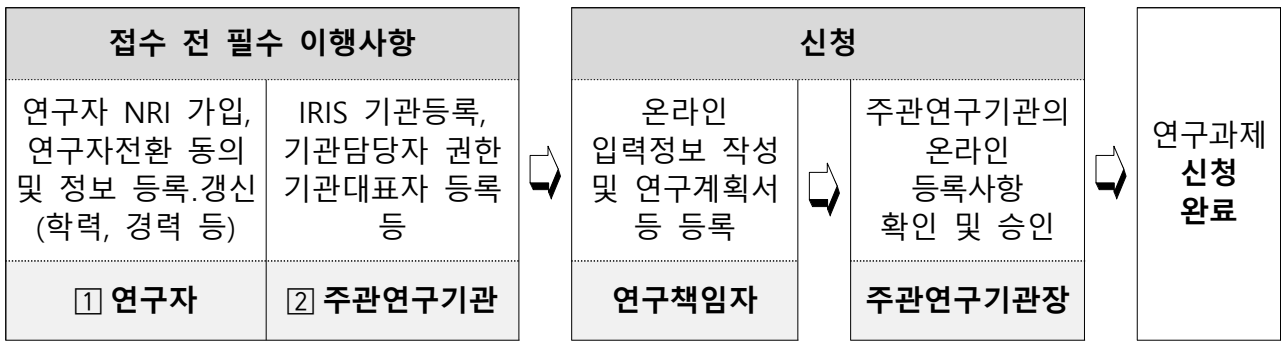 접수 전 필수 이행사항
연구자 NRI 가입,
연구자전환 동의
및 정보 등록.갱신
(학력, 경력 등)
1 연구자
IRIS 기관등록,
기관담당자 권한
기관대표자 등록
등
2 주관연구기관
신청
온라인
입력정보 작성
및 연구계획서
등 등록
연구책임자
주관연구기관의
온라인
등록사항
확인 및 승인
주관연구기관장
연구과제
신청
완료